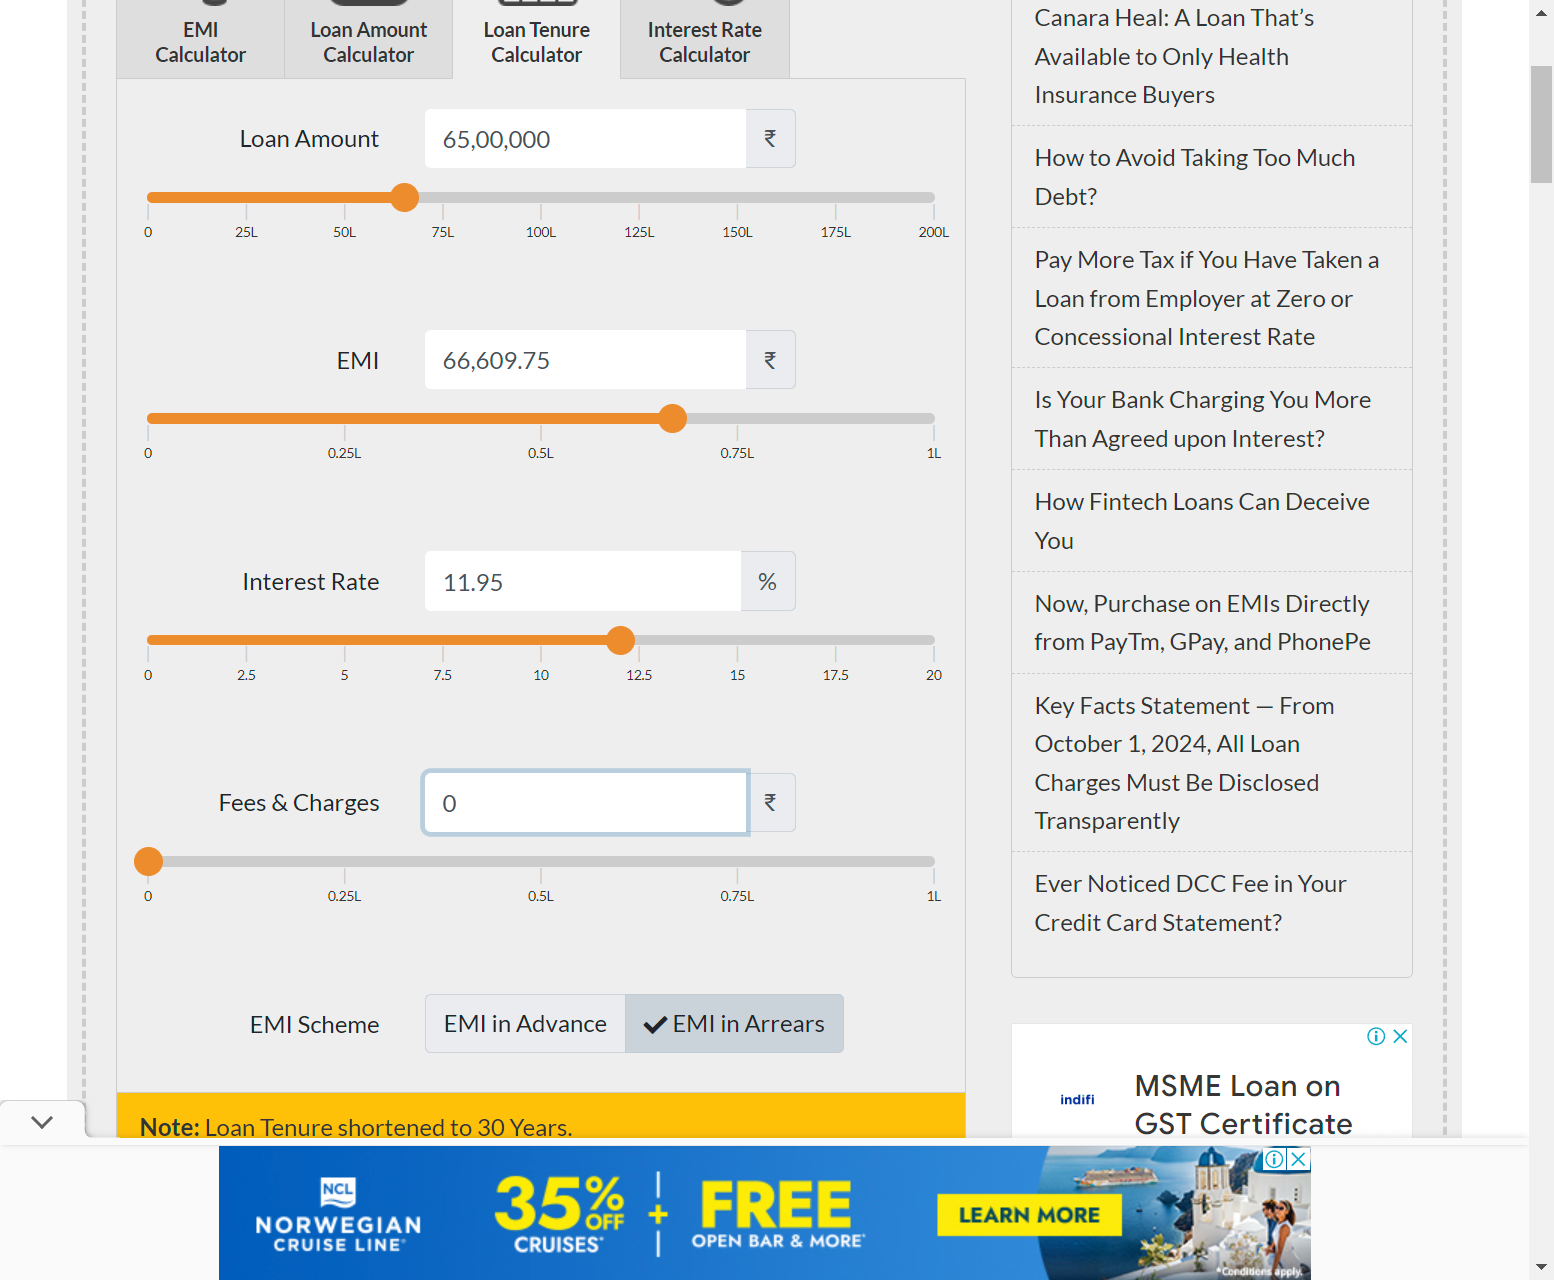 EMI
Calculator
Loan Amount
Calculator
Loan Tenure
Calculator
Interest Rate
Calculator
Loan Amount
65,00,000
₹
0 25L 50L 75L 100L 125L 150L 175L 200L
EMI
66,609.75
₹
0 0.25L 0.5L 0.75L 1L
Interest Rate
11.95
%
0 2.5 5 7.5 10 12.5 15 17.5 20
Fees & Charges
0
₹
0 0.25L 0.5L 0.75L 1L
EMI Scheme
EMI in Advance
EMI in Arrears
Note: Loan Tenure shortened to 30 Years.
Canara Heal: A Loan That’s
Available to Only Health
Insurance Buyers
How to Avoid Taking Too Much
Debt?
Pay More Tax if You Have Taken a
Loan from Employer at Zero or
Concessional Interest Rate
Is Your Bank Charging You More
Than Agreed upon Interest?
How Fintech Loans Can Deceive
You
Now, Purchase on EMIs Directly
from PayTm, GPay, and PhonePe
Key Facts Statement — From
October 1, 2024, All Loan
Charges Must Be Disclosed
Transparently
Ever Noticed DCC Fee in Your
Credit Card Statement?
indifi
MSME Loan on
GST Certificate
NCL
NORWEGIAN
CRUISE LINE®
35% OFF
CRUISES*
+
FREE
OPEN BAR & MORE*
LEARN MORE
*Conditions apply.